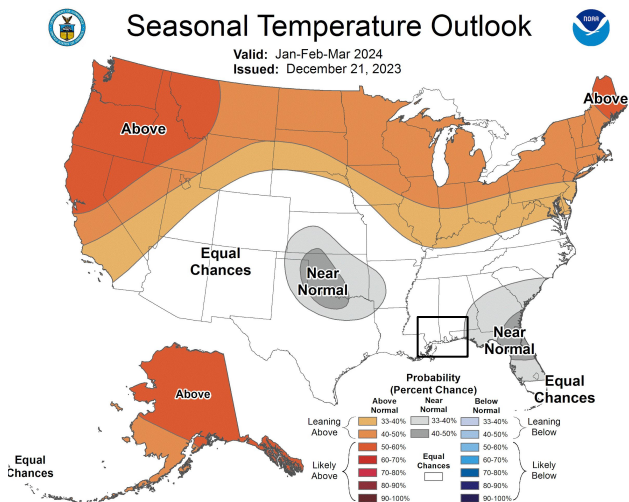 Seasonal Temperature Outlook
NOAA
Valid: Jan-Feb-Mar 2024
Issued: December 21, 2023
Above
Above
Equal
Chances
Near
Normal
Near
Normal
Equal
Chances
Above
Equal
Chances
Probability
(Percent Chance)
Above
Normal
Near
Normal
Below
Normal
Leaning
Above
33-40%
33-40%
33-40%
Leaning
Below
40-50%
40-50%
40-50%
Likely
Above
50-60%
Equal
Chances
50-60%
Likely
Below
60-70%
60-70%
70-80%
70-80%
80-90%
80-90%
90-100%
90-100%